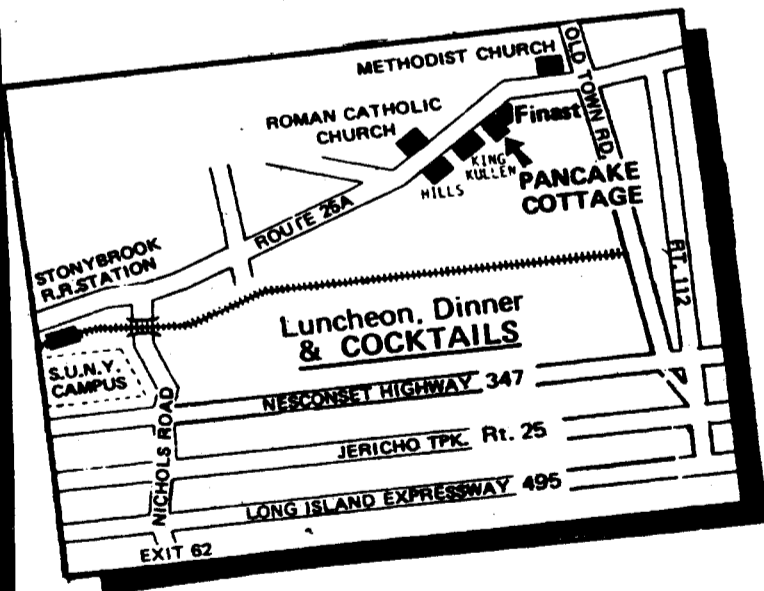 METHODIST CHURCH
OLD TOWN RD.
ROMAN CATHOLIC
CHURCH
Finast
KING
KULLEN
HILLS
PANCAKE
COTTAGE
ROUTE 25A
STONYBROOK
R.R. STATION
RT. 112
Luncheon, Dinner
& COCKTAILS
S.U.N.Y.
CAMPUS
NESCONSET HIGHWAY 347
NICHOLS ROAD
JERICHO TPK. Rt. 25
LONG ISLAND EXPRESSWAY 495
EXIT 62